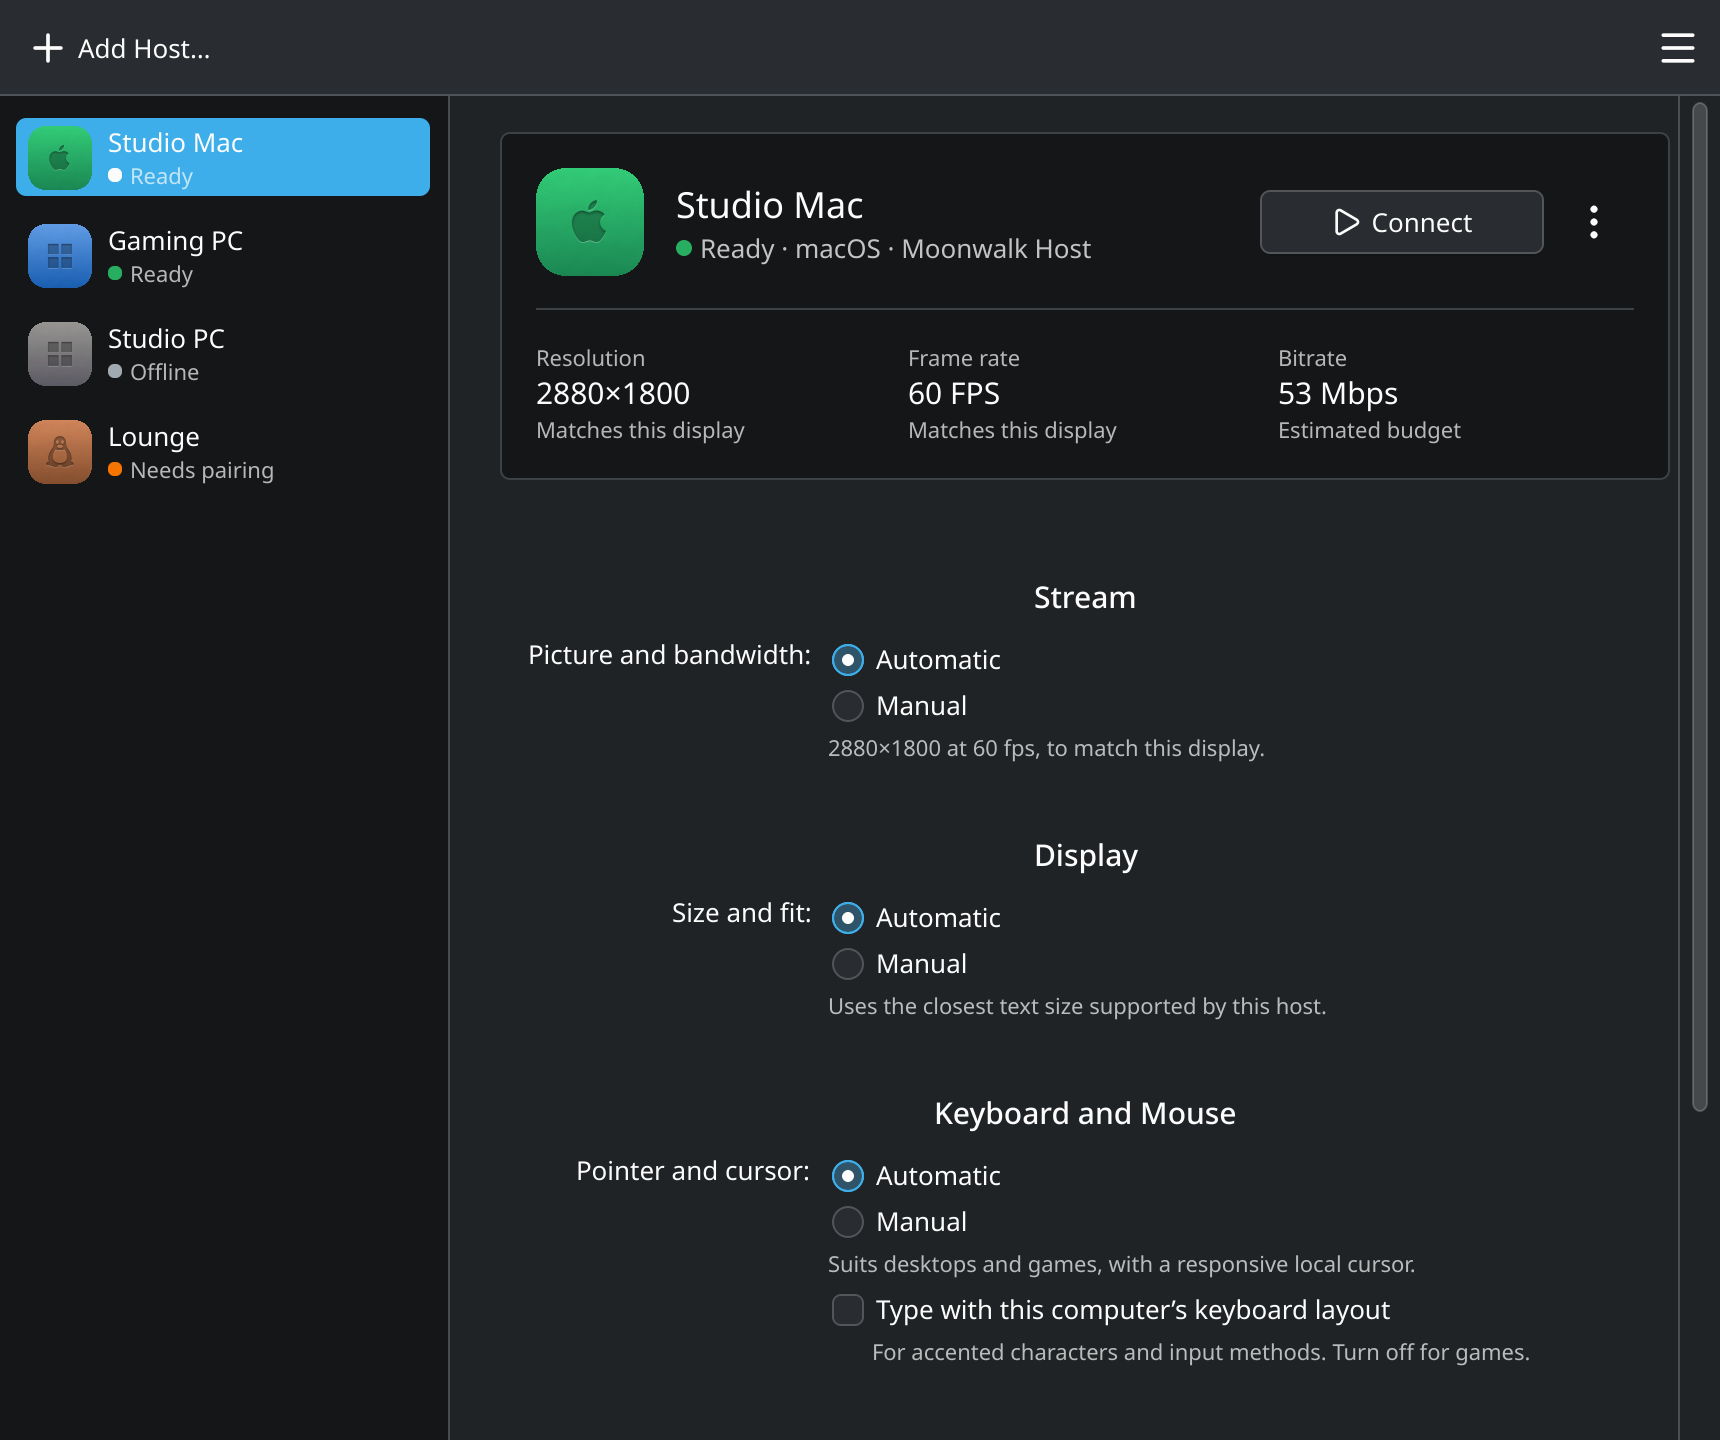 Add Host...
Studio Mac
Ready
Gaming PC
Ready
Studio PC
Offline
Lounge
Needs pairing
Studio Mac
Ready · macOS · Moonwalk Host
Connect
Resolution
2880×1800
Matches this display
Frame rate
60 FPS
Matches this display
Bitrate
53 Mbps
Estimated budget
Stream
Picture and bandwidth:
Automatic
Manual
2880×1800 at 60 fps, to match this display.
Display
Size and fit:
Automatic
Manual
Uses the closest text size supported by this host.
Keyboard and Mouse
Pointer and cursor:
Automatic
Manual
Suits desktops and games, with a responsive local cursor.
Type with this computer’s keyboard layout
For accented characters and input methods. Turn off for games.